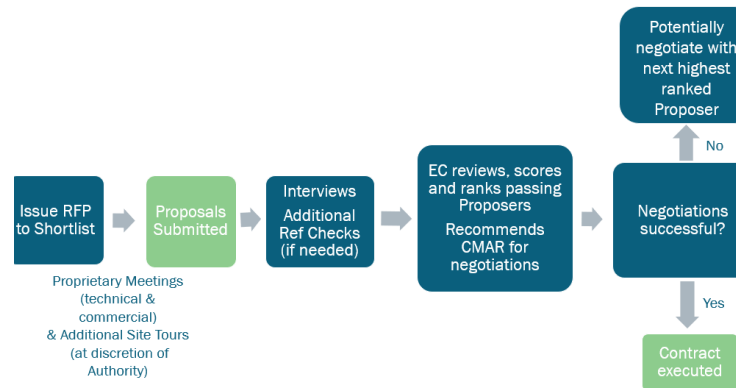 Issue RFP
to Shortlist
Proprietary Meetings
(technical &
commercial)
& Additional Site Tours
(at discretion of
Authority)
Proposals
Submitted
Interviews
Additional
Ref Checks
(if needed)
EC reviews, scores
and ranks passing
Proposers
Recommends
CMAR for
negotiations
Negotiations
successful?
No
Potentially
negotiate with
next highest
ranked
Proposer
Yes
Contract
executed